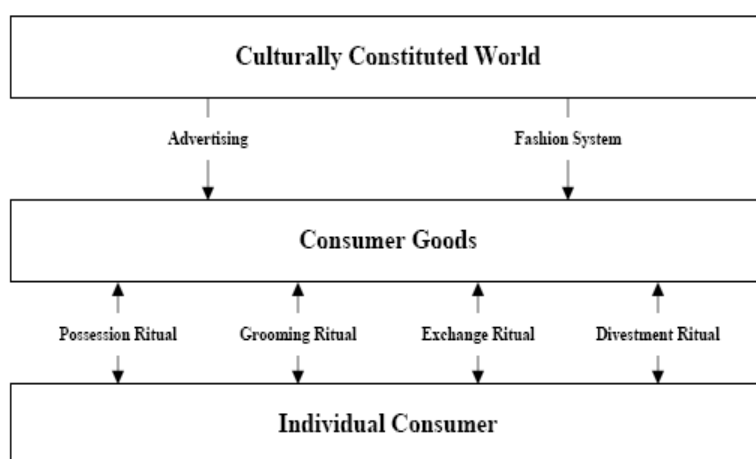 Culturally Constituted World
Advertising Fashion System
Consumer Goods
Possession Ritual Grooming Ritual Exchange Ritual Divestment Ritual
Individual Consumer